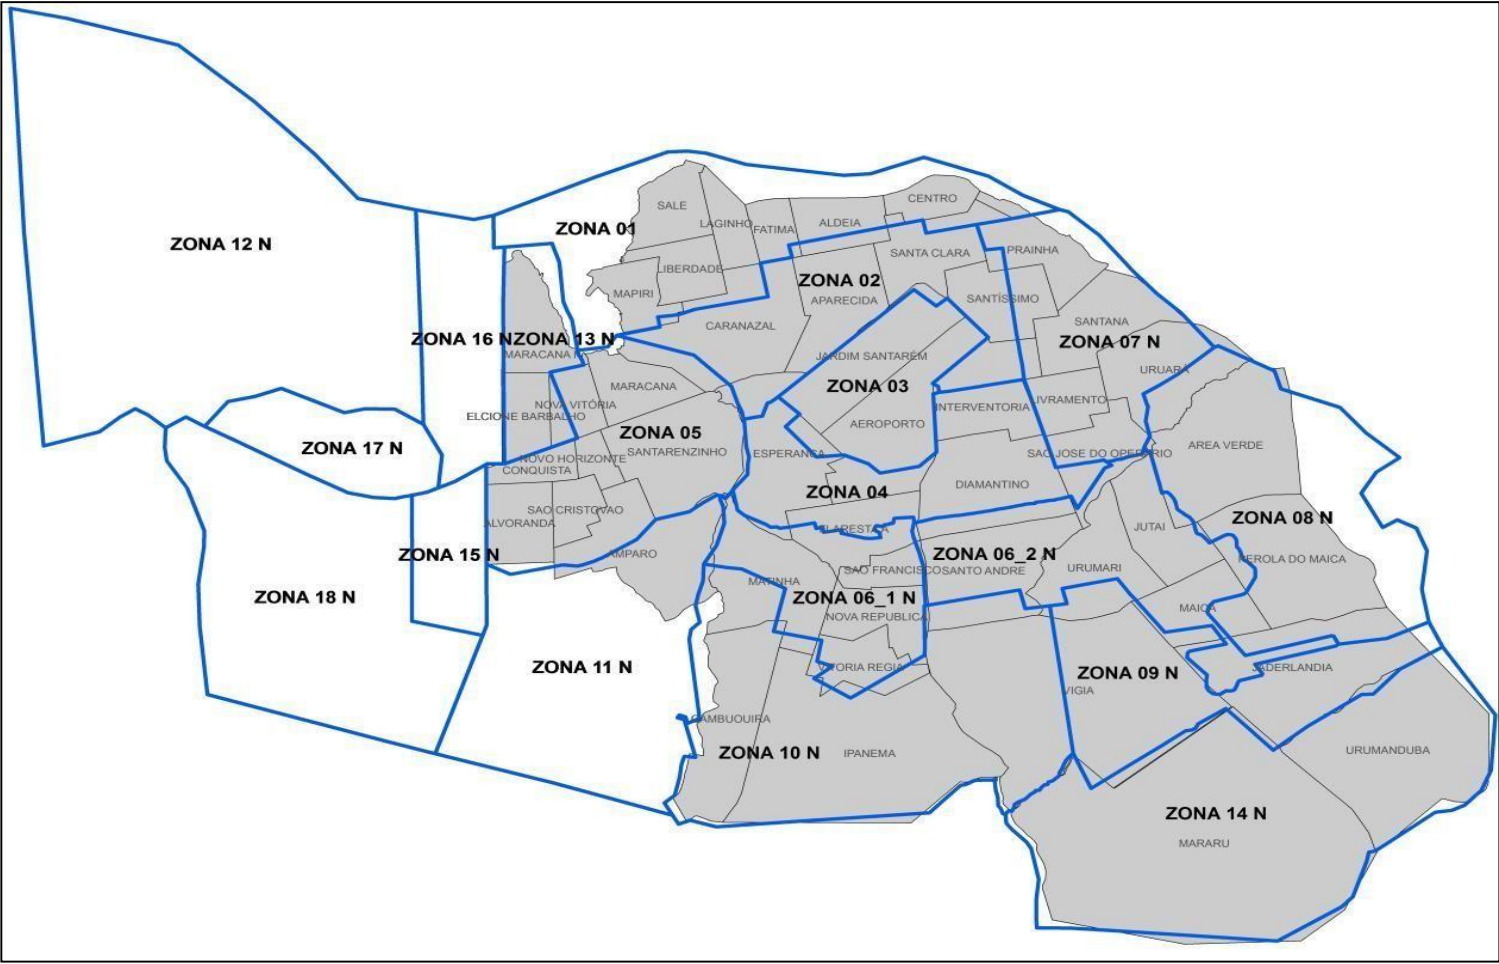 CENTRO
SALE
LAGINHO
FATIMA
ALDEIA
ZONA 01
ZONA 12 N
SANTA CLARA
PRAINHA
LIBERDADE
ZONA 02
MAPIRI
APARECIDA
SANTÍSSIMO
CARANAZAL
SANTANA
ZONA 16 N
ZONA 13 N
ZONA 07 N
MARACANA
JARDIM SANTARÉM
URUARÁ
MARACANA
ZONA 03
NOVA VITÓRIA
INTERVENTORIA
LIVRAMENTO
ELCIONE BARBALHO
AEROPORTO
ZONA 05
ZONA 17 N
SANTARENZINHO
ESPERANÇA
SAO JOSE DO OPERARIO
AREA VERDE
NOVO HORIZONTE
CONQUISTA
ZONA 04
DIAMANTINO
SAO CRISTOVAO
ALVORANDA
FLORESTA
JUTAI
ZONA 08 N
ZONA 15 N
AMPARO
ZONA 06_2 N
PEROLA DO MAICA
SAO FRANCISCO
SANTO ANDRE
URUMARI
MATINHA
ZONA 18 N
ZONA 06_1 N
MAICA
NOVA REPUBLICA
ZONA 11 N
VITORIA REGIA
ZONA 09 N
JADERLANDIA
VIGIA
CAMBUQUIRA
ZONA 10 N
IPANEMA
URUMANDUBA
ZONA 14 N
MARARU